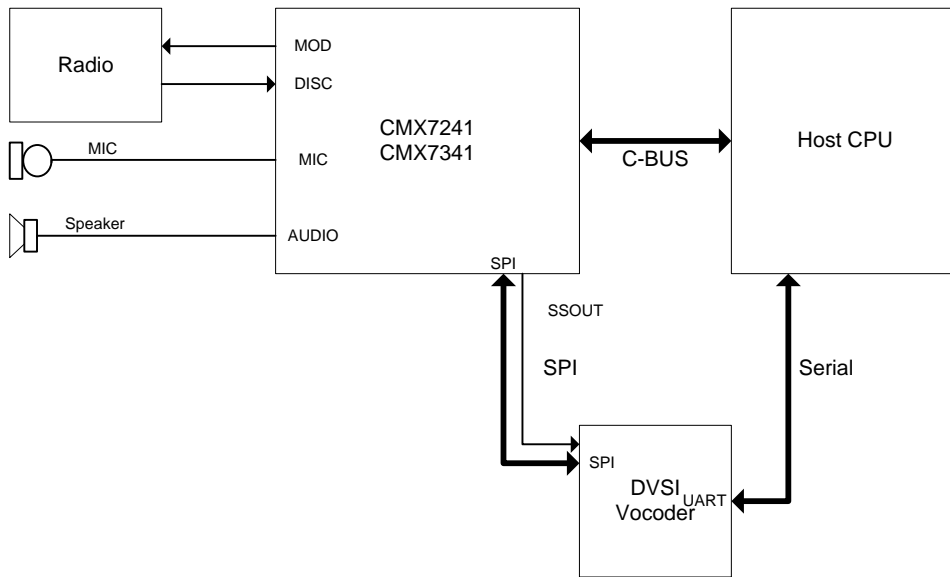 MOD
Radio
DISC
CMX7241
CMX7341
MIC
MIC
C-BUS
Host CPU
Speaker
AUDIO
SPI
SSOUT
SPI
Serial
SPI
DVSI
Vocoder
UART